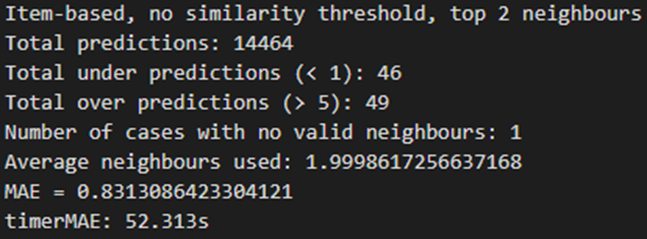 Item-based, no similarity threshold, top 2 neighbours
Total predictions: 14464
Total under predictions (< 1): 46
Total over predictions (> 5): 49
Number of cases with no valid neighbours: 1
Average neighbours used: 1.9998617256637168
MAE = 0.8313086423304121
timerMAE: 52.313s